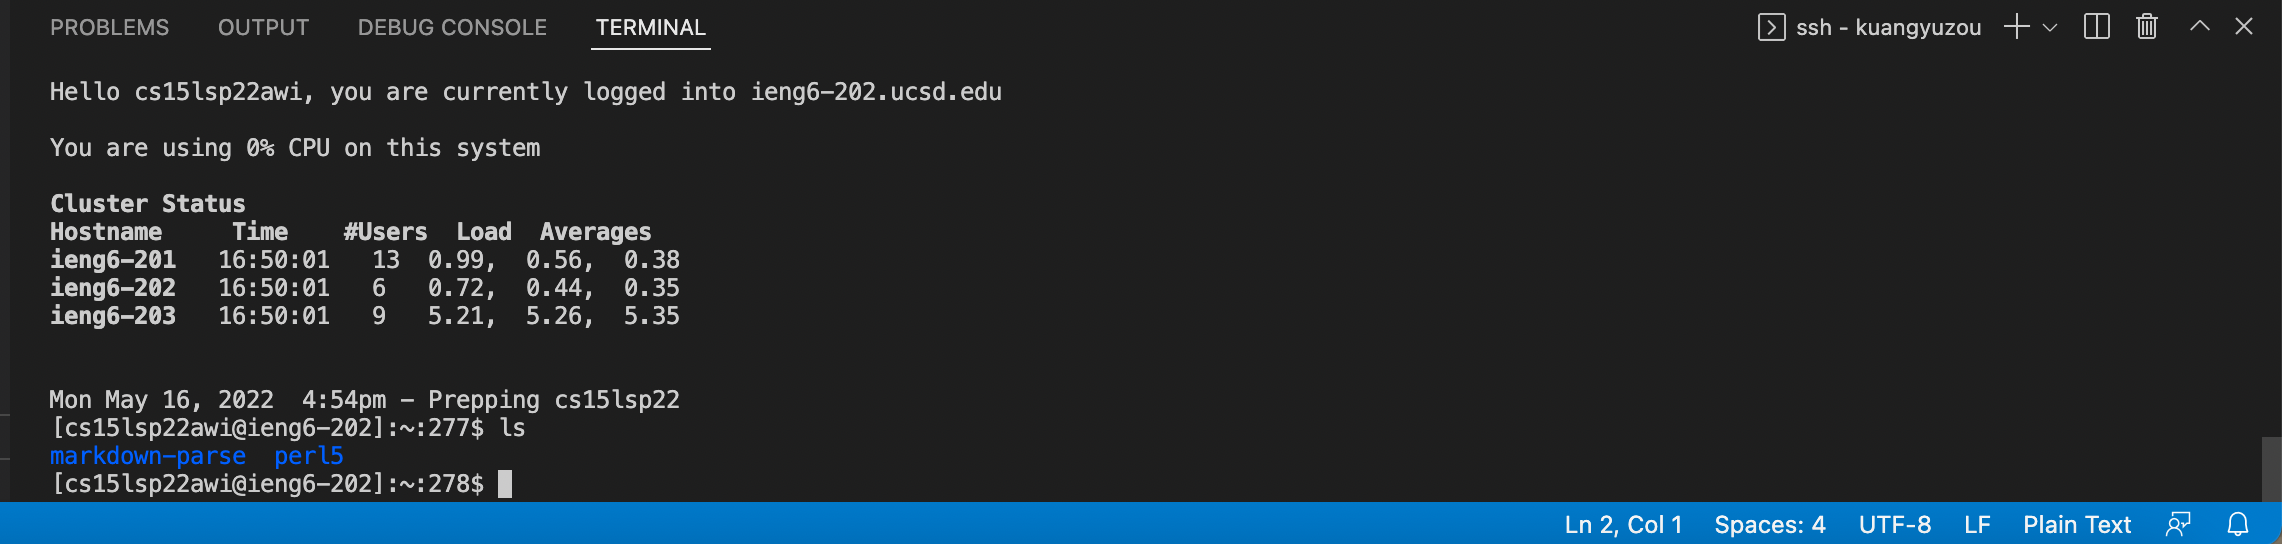 PROBLEMS OUTPUT DEBUG CONSOLE TERMINAL ssh - kuangyuzou
Hello cs15lsp22awi, you are currently logged into ieng6-202.ucsd.edu
You are using 0% CPU on this system
Cluster Status
Hostname Time #Users Load Averages
ieng6-201 16:50:01 13 0.99, 0.56, 0.38
ieng6-202 16:50:01 6 0.72, 0.44, 0.35
ieng6-203 16:50:01 9 5.21, 5.26, 5.35
Mon May 16, 2022 4:54pm - Prepping cs15lsp22
[cs15lsp22awi@ieng6-202]:~:277$ ls
markdown-parse perl5
[cs15lsp22awi@ieng6-202]:~:278$
Ln 2, Col 1 Spaces: 4 UTF-8 LF Plain Text